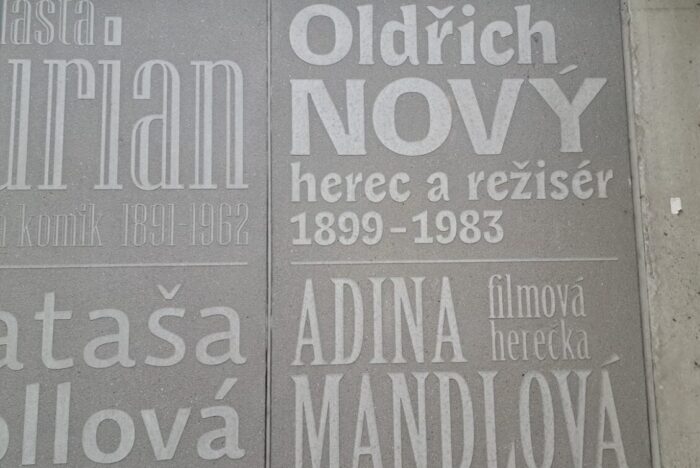 lasta
urian
komik 1891-1962
ataša
ollová
Oldřich
NOVÝ
herec a režisér
1899-1983
ADINA filmová
herečka
MANDLOVÁ